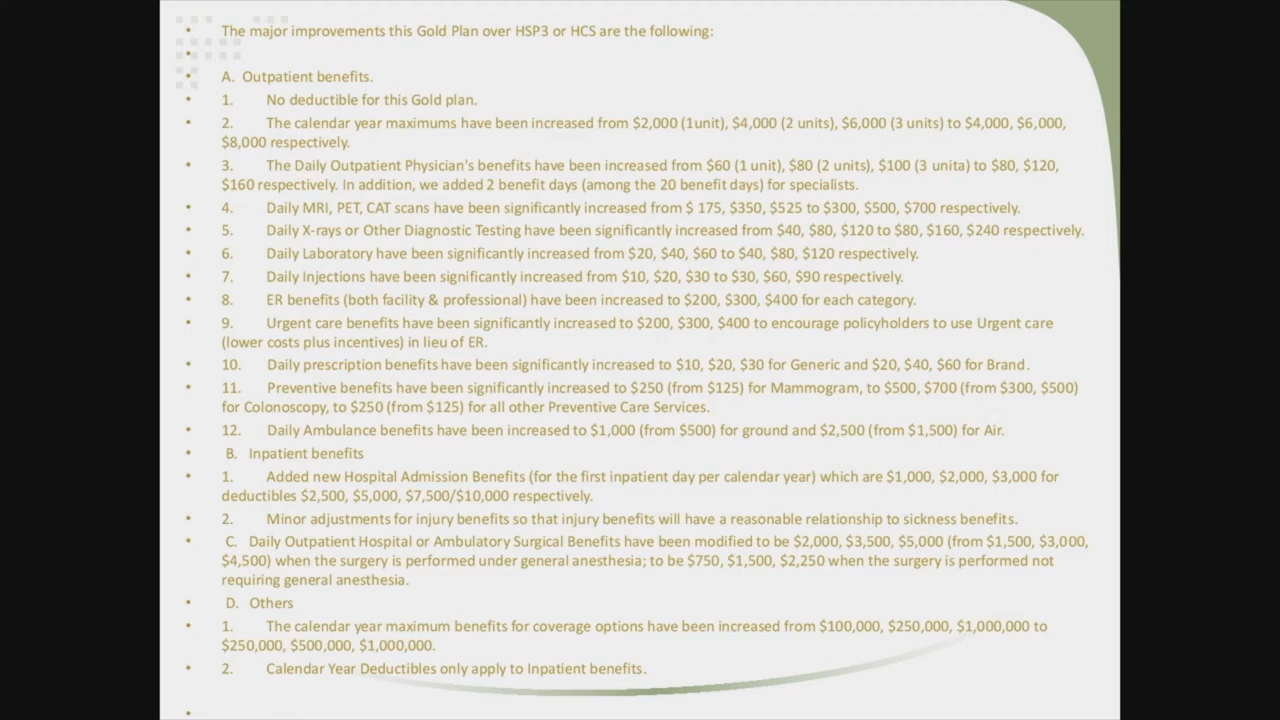 • The major improvements this Gold Plan over HSP3 or HCS are the following:
•
• A. Outpatient benefits.
• 1. No deductible for this Gold plan.
• 2. The calendar year maximums have been increased from $2,000 (1unit), $4,000 (2 units), $6,000 (3 units) to $4,000, $6,000,
$8,000 respectively.
• 3. The Daily Outpatient Physician's benefits have been increased from $60 (1 unit), $80 (2 units), $100 (3 unita) to $80, $120,
$160 respectively. In addition, we added 2 benefit days (among the 20 benefit days) for specialists.
• 4. Daily MRI, PET, CAT scans have been significantly increased from $ 175, $350, $525 to $300, $500, $700 respectively.
• 5. Daily X-rays or Other Diagnostic Testing have been significantly increased from $40, $80, $120 to $80, $160, $240 respectively.
• 6. Daily Laboratory have been significantly increased from $20, $40, $60 to $40, $80, $120 respectively.
• 7. Daily Injections have been significantly increased from $10, $20, $30 to $30, $60, $90 respectively.
• 8. ER benefits (both facility & professional) have been increased to $200, $300, $400 for each category.
• 9. Urgent care benefits have been significantly increased to $200, $300, $400 to encourage policyholders to use Urgent care
(lower costs plus incentives) in lieu of ER.
• 10. Daily prescription benefits have been significantly increased to $10, $20, $30 for Generic and $20, $40, $60 for Brand.
• 11. Preventive benefits have been significantly increased to $250 (from $125) for Mammogram, to $500, $700 (from $300, $500)
for Colonoscopy, to $250 (from $125) for all other Preventive Care Services.
• 12. Daily Ambulance benefits have been increased to $1,000 (from $500) for ground and $2,500 (from $1,500) for Air.
• B. Inpatient benefits
• 1. Added new Hospital Admission Benefits (for the first inpatient day per calendar year) which are $1,000, $2,000, $3,000 for
deductibles $2,500, $5,000, $7,500/$10,000 respectively.
• 2. Minor adjustments for injury benefits so that injury benefits will have a reasonable relationship to sickness benefits.
• C. Daily Outpatient Hospital or Ambulatory Surgical Benefits have been modified to be $2,000, $3,500, $5,000 (from $1,500, $3,000,
$4,500) when the surgery is performed under general anesthesia; to be $750, $1,500, $2,250 when the surgery is performed not
requiring general anesthesia.
• D. Others
• 1. The calendar year maximum benefits for coverage options have been increased from $100,000, $250,000, $1,000,000 to
$250,000, $500,000, $1,000,000.
• 2. Calendar Year Deductibles only apply to Inpatient benefits.
•